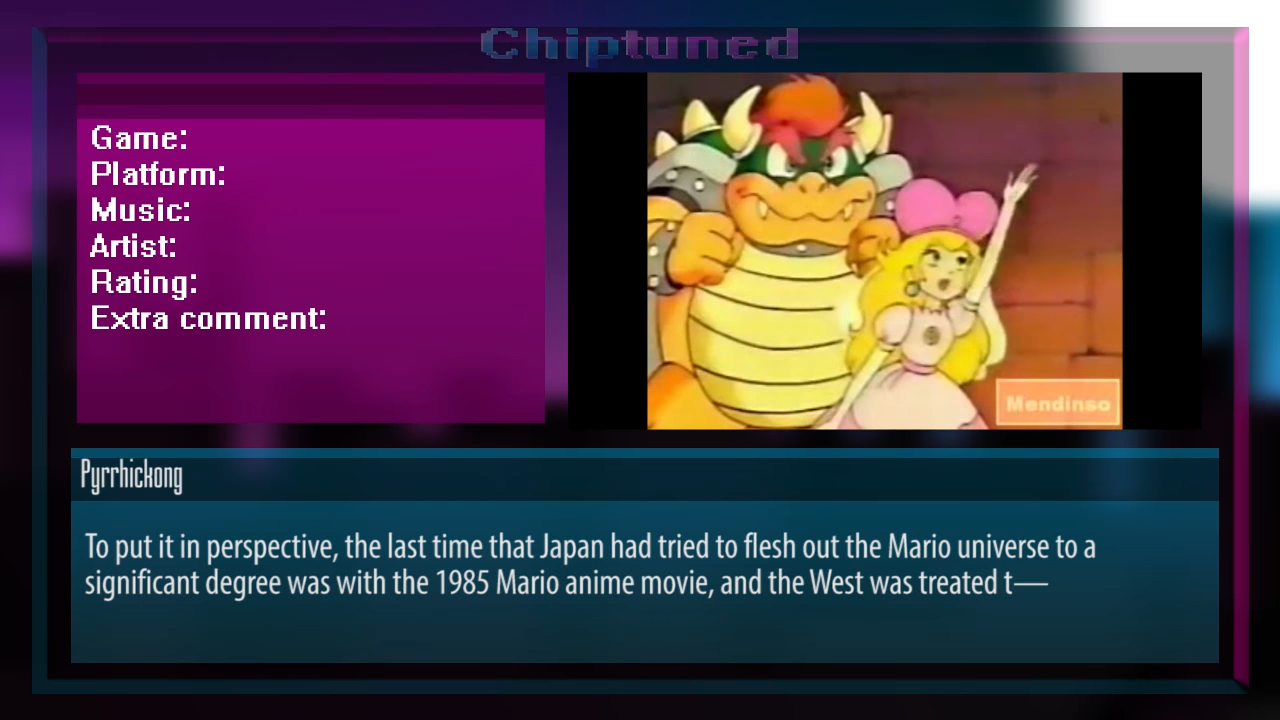 Chiptuned
Game:
Platform:
Music:
Artist:
Rating:
Extra comment:
Mendinso
Pyrrhickong
To put it in perspective, the last time that Japan had tried to flesh out the Mario universe to a
significant degree was with the 1985 Mario anime movie, and the West was treated t—